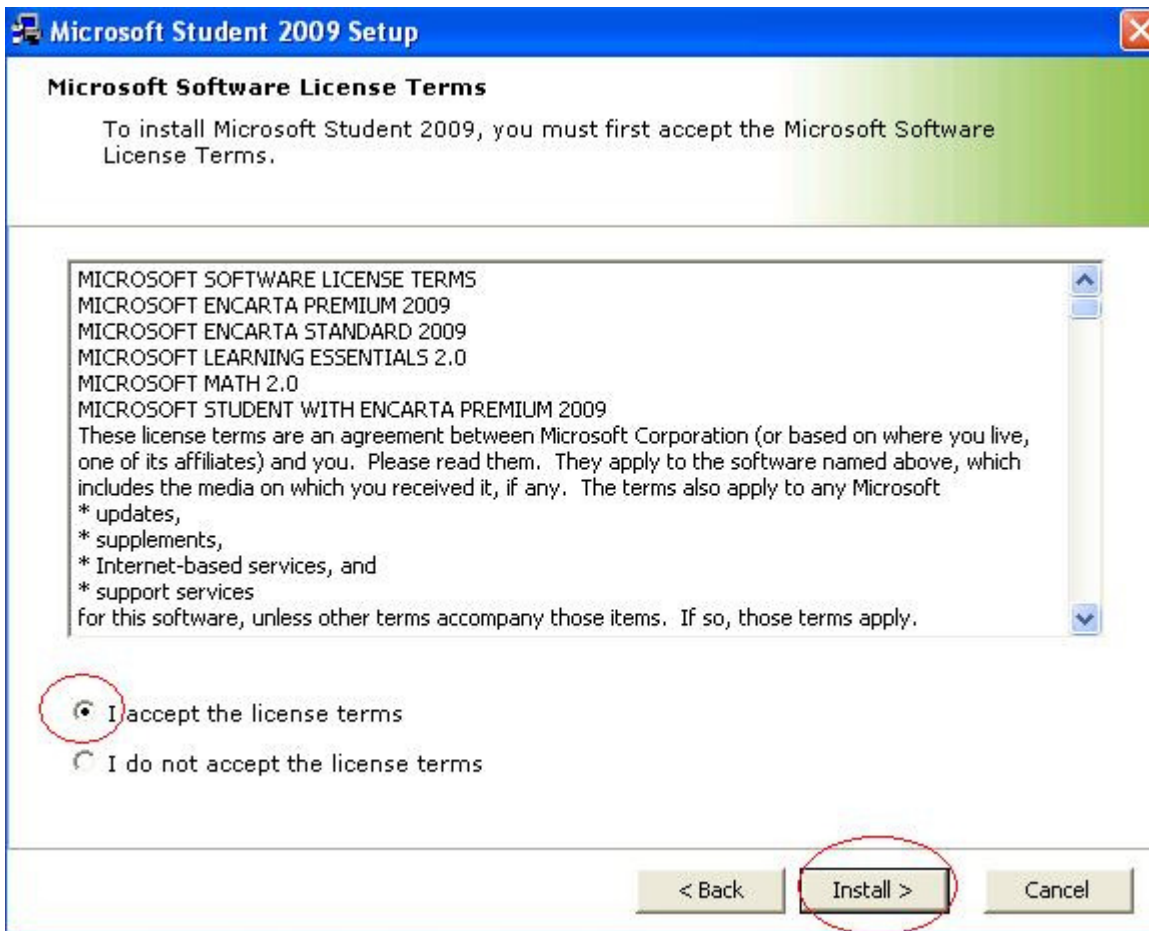 Microsoft Student 2009 Setup
Microsoft Software License Terms
To install Microsoft Student 2009, you must first accept the Microsoft Software
License Terms.
MICROSOFT SOFTWARE LICENSE TERMS
MICROSOFT ENCARTA PREMIUM 2009
MICROSOFT ENCARTA STANDARD 2009
MICROSOFT LEARNING ESSENTIALS 2.0
MICROSOFT MATH 2.0
MICROSOFT STUDENT WITH ENCARTA PREMIUM 2009
These license terms are an agreement between Microsoft Corporation (or based on where you live,
one of its affiliates) and you.  Please read them.  They apply to the software named above, which
includes the media on which you received it, if any.  The terms also apply to any Microsoft
* updates,
* supplements,
* Internet-based services, and
* support services
for this software, unless other terms accompany those items.  If so, those terms apply.
I accept the license terms
I do not accept the license terms
< Back
Install >
Cancel